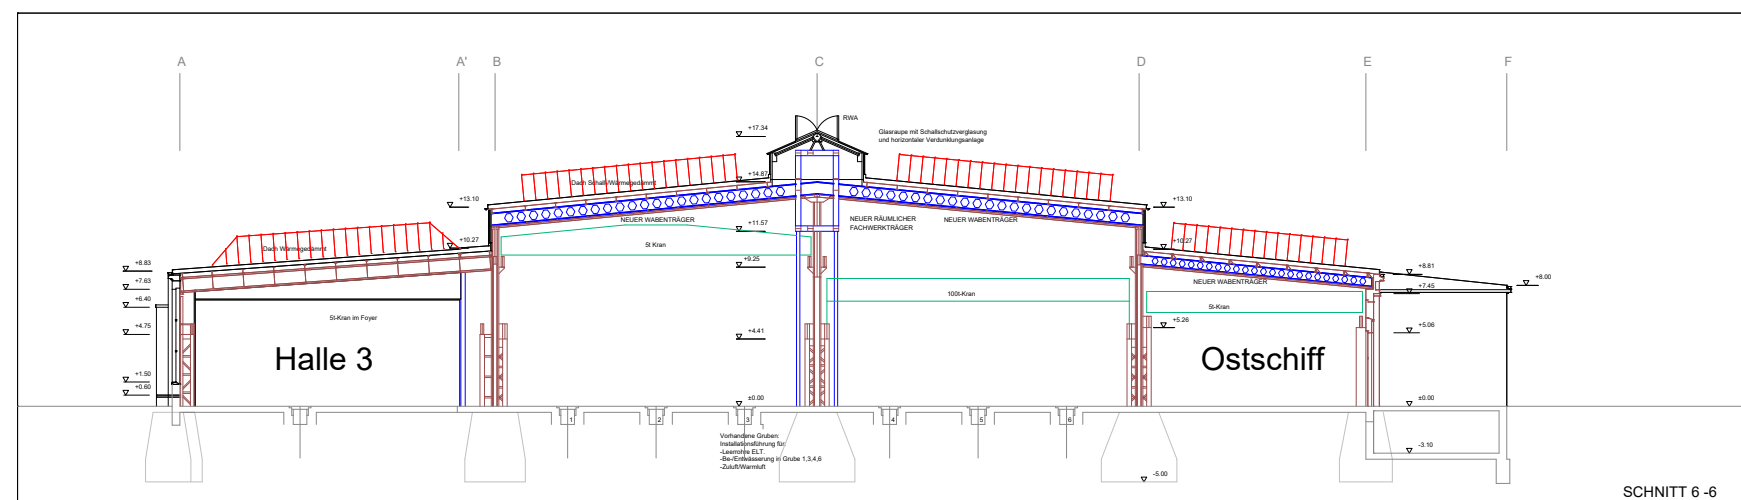 A A' B C D E F
RWA
+17.34
Glasraupe mit Schallschutzverglasung
und horizontaler Verdunklungsanlage
Dach Schall-/Wärmegedämmt
+14.87
+13.10
+13.10
NEUER WABENTRÄGER
+11.57
NEUER RÄUMLICHER
FACHWERKTRÄGER
NEUER WABENTRÄGER
Dach Wärmegedämmt
+10.27
5t Kran
+10.27
+8.83
+9.25
+8.81
+8.00
+7.63
NEUER WABENTRÄGER
+7.45
+6.40
100t-Kran
5t-Kran
5t-Kran im Foyer
+4.75
+4.41
+5.26
+5.06
Halle 3
Ostschiff
+1.50
+0.60
±0.00
±0.00
1 2 3 4 5 6
Vorhandene Gruben:
Installationsführung für:
-Leerrohre ELT.
-Be-/Entwässerung in Grube 1,3,4,6
-Zuluft/Warmluft
-3.10
-5.00
SCHNITT 6 -6